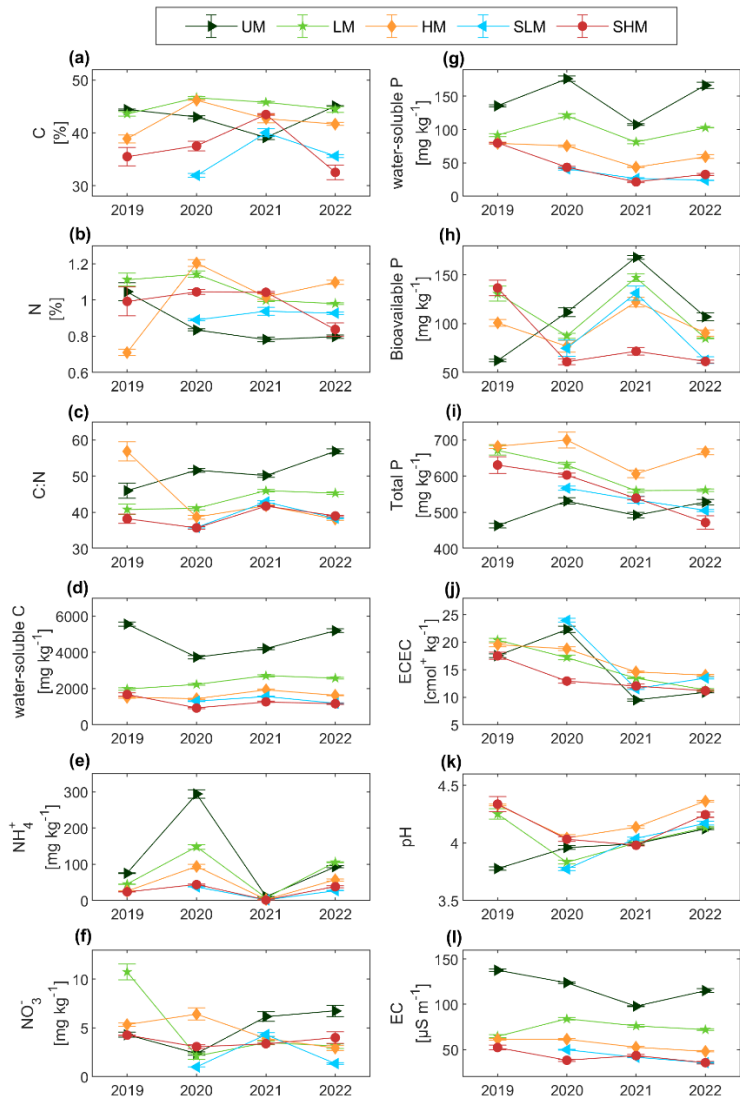 UM LM HM SLM SHM
(a)
C
[%]
50
40
30
2019 2020 2021 2022
(b)
N
[%]
1.2
1
0.8
0.6
2019 2020 2021 2022
(c)
C:N
60
50
40
30
2019 2020 2021 2022
(d)
water-soluble C
[mg kg⁻¹]
6000
4000
2000
0
2019 2020 2021 2022
(e)
NH₄⁺
[mg kg⁻¹]
300
200
100
0
2019 2020 2021 2022
(f)
NO₃⁻
[mg kg⁻¹]
10
5
0
2019 2020 2021 2022
(g)
water-soluble P
[mg kg⁻¹]
150
100
50
0
2019 2020 2021 2022
(h)
Bioavailable P
[mg kg⁻¹]
150
100
50
2019 2020 2021 2022
(i)
Total P
[mg kg⁻¹]
700
600
500
400
2019 2020 2021 2022
(j)
ECEC
[cmol⁺ kg⁻¹]
25
20
15
10
5
2019 2020 2021 2022
(k)
pH
4.5
4
3.5
2019 2020 2021 2022
(l)
EC
[µS m⁻¹]
150
100
50
2019 2020 2021 2022